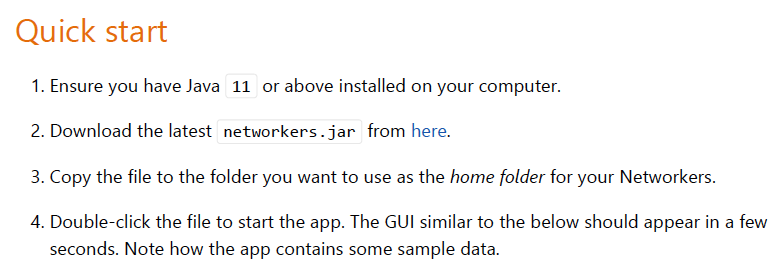 Quick start
1. Ensure you have Java 11 or above installed on your computer.
2. Download the latest networkers.jar from here.
3. Copy the file to the folder you want to use as the home folder for your Networkers.
4. Double-click the file to start the app. The GUI similar to the below should appear in a few
seconds. Note how the app contains some sample data.